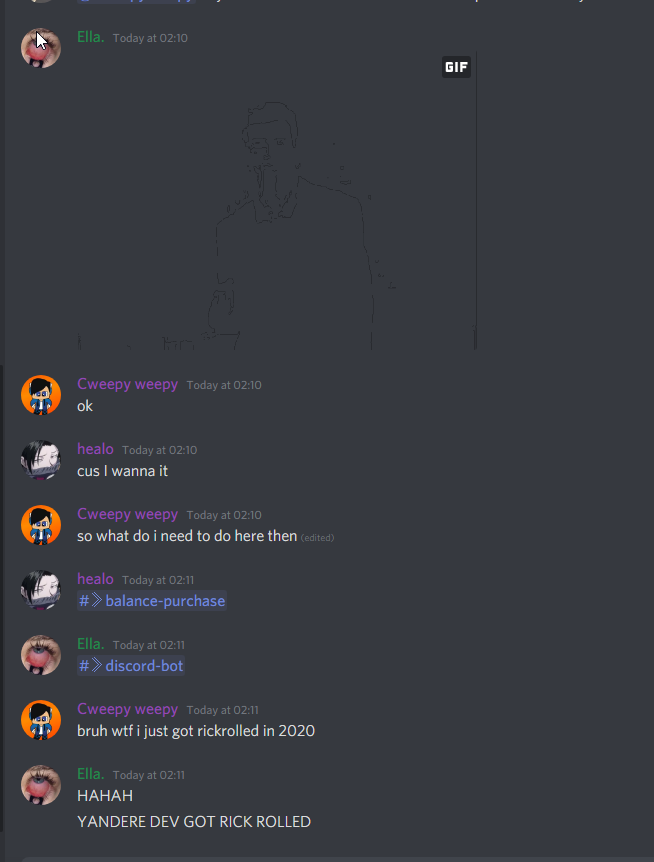 Ella. Today at 02:10
GIF
Cweepy weepy Today at 02:10
ok
healo Today at 02:10
cus I wanna it
Cweepy weepy Today at 02:10
so what do i need to do here then (edited)
healo Today at 02:11
#⪢balance-purchase
Ella. Today at 02:11
#⪢discord-bot
Cweepy weepy Today at 02:11
bruh wtf i just got rickrolled in 2020
Ella. Today at 02:11
HAHAH
YANDERE DEV GOT RICK ROLLED